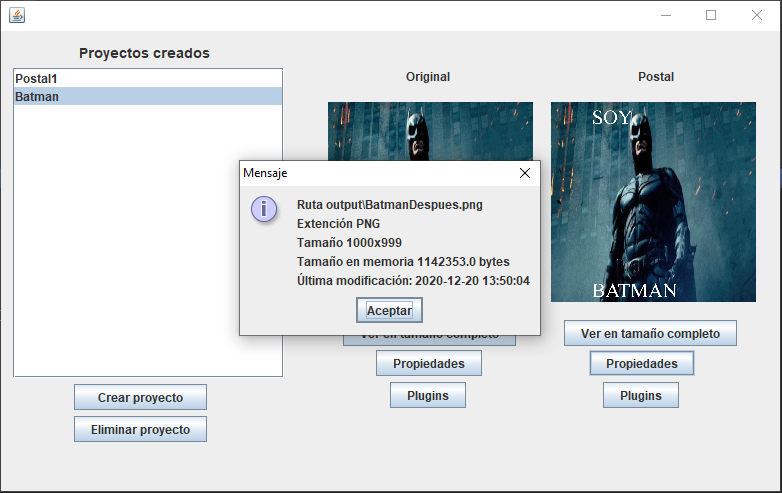 Proyectos creados
Postal1
Batman
Crear proyecto
Eliminar proyecto
Original
Postal
SOY
BATMAN
Mensaje
Ruta output\BatmanDespues.png
Extención PNG
Tamaño 1000x999
Tamaño en memoria 1142353.0 bytes
Última modificación: 2020-12-20 13:50:04
Aceptar
Ver en tamaño completo
Propiedades
Plugins
Ver en tamaño completo
Propiedades
Plugins